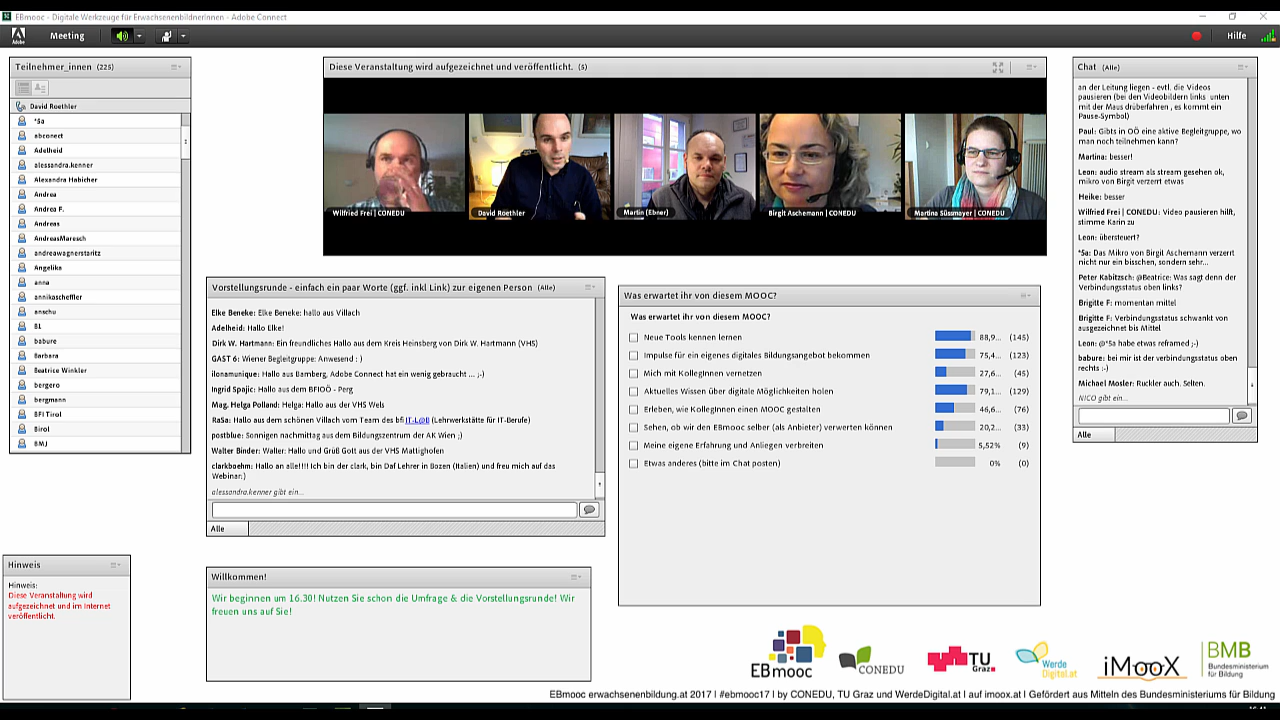 EBmooc - Digitale Werkzeuge für ErwachsenenbildnerInnen - Adobe Connect
Adobe
Meeting
Hilfe
Teilnehmer_innen (225)
David Roethler
*Sa
abconect
Adelheid
alessandra.kenner
Alexandra Habicher
Andrea
Andrea F.
Andreas
AndreasMaresch
andreawagnerstaritz
Angelika
anna
annikascheffler
anschu
BL
babure
Barbara
Beatrice Winkler
bergero
bergmann
BFI Tirol
Birol
BMJ
Diese Veranstaltung wird aufgezeichnet und veröffentlicht. (5)
Wilfried Frei | CONEDU
David Roethler
Martin (Ebner)
Birgit Aschemann | CONEDU
Martina Süssmayer | CONEDU
Chat (Alle)
an der Leitung liegen - evtl. die Videos
pausieren (bei den Videobildern links unten
mit der Maus drüberfahren , es kommt ein
Pause-Symbol)
Paul: Gibts in OÖ eine aktive Begleitgruppe, wo
man noch teilnehmen kann?
Martina: besser!
Leon: audio stream als stream gesehen ok,
mikro von Birgit verzerrt etwas
Heike: besser
Wilfried Frei | CONEDU: Video pausieren hilft,
stimme Karin zu
Leon: übersteuert?
*Sa: Das Mikro von Birgit Aschemann verzerrt
nicht nur ein bisschen, sondern sehr...
Peter Kabitzsch: @Beatrice: Was sagt denn der
Verbindungsstatus oben links?
Brigitte F: momentan mittel
Brigitte F: Verbindungsstatus schwankt von
ausgezeichnet bis Mittel
Leon: @*Sa habe etwas reframed ;-)
babure: bei mir ist der verbindungsstatus oben
rechts :-)
Michael Mosler: Ruckler auch. Selten.
NICO gibt ein...
Alle
Vorstellungsrunde - einfach ein paar Worte (ggf. inkl Link) zur eigenen Person (Alle)
Elke Beneke: Elke Beneke: hallo aus Villach
Adelheid: Hallo Elke!
Dirk W. Hartmann: Ein freundliches Hallo aus dem Kreis Heinsberg von Dirk W. Hartmann (VHS)
GAST 6: Wiener Begleitgruppe: Anwesend : )
ilonamunique: Hallo aus Bamberg, Adobe Connect hat ein wenig gebraucht ... ;-)
Ingrid Spajic: Hallo aus dem BFIOÖ - Perg
Mag. Helga Polland: Helga: Hallo aus der VHS Wels
RaSa: Hallo aus dem schönen Villach vom Team des bfi IT-L@B (Lehrwerkstätte für IT-Berufe)
postblue: Sonnigen nachmittag aus dem Bildungszentrum der AK Wien ;)
Walter Binder: Walter: Hallo und Grüß Gott aus der VHS Mattighofen
clarkboehm: Hallo an alle!!!! Ich bin der clark, bin Daf Lehrer in Bozen (Italien) und freu mich auf das
Webinar:)
alessandra.kenner gibt ein...
Alle
Was erwartet ihr von diesem MOOC?
Was erwartet ihr von diesem MOOC?
Neue Tools kennen lernen 88,9... (145)
Impulse für ein eigenes digitales Bildungsangebot bekommen 75,4... (123)
Mich mit KollegInnen vernetzen 27,6... (45)
Aktuelles Wissen über digitale Möglichkeiten holen 79,1... (129)
Erleben, wie KollegInnen einen MOOC gestalten 46,6... (76)
Sehen, ob wir den EBmooc selber (als Anbieter) verwerten können 20,2... (33)
Meine eigene Erfahrung und Anliegen verbreiten 5,52% (9)
Etwas anderes (bitte im Chat posten) 0% (0)
Hinweis
Hinweis:
Diese Veranstaltung wird
aufgezeichnet und im Internet
veröffentlicht.
Willkommen!
Wir beginnen um 16.30! Nutzen Sie schon die Umfrage & die Vorstellungsrunde! Wir
freuen uns auf Sie!
EBmooc
CONEDU
TU
Graz
Werde
Digital.at
iMooX
BMB
Bundesministerium
für Bildung
EBmooc erwachsenenbildung.at 2017 I #ebmooc17 I by CONEDU, TU Graz und WerdeDigital.at I auf imoox.at I Gefördert aus Mitteln des Bundesministeriums für Bildung